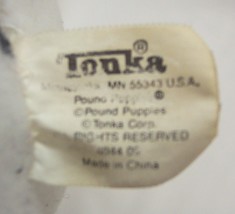 Tonka®
MN 55343 U.S.A.
Pound Puppies®
©Pound Puppies
©Tonka Corp.
RIGHTS RESERVED
Made in China